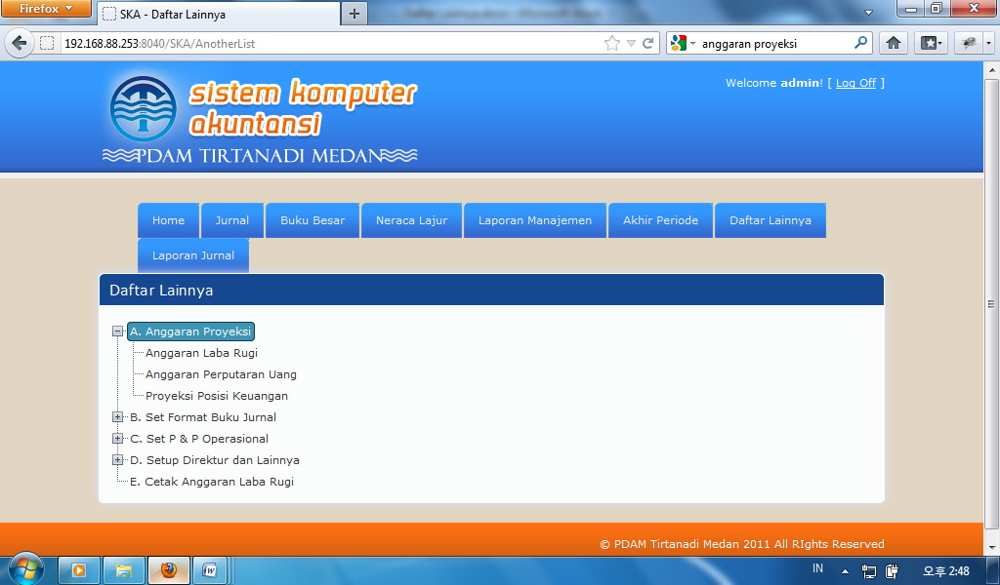 Firefox
SKA - Daftar Lainnya
192.168.88.253:8040/SKA/AnotherList
anggaran proyeksi
sistem komputer
akuntansi
PDAM TIRTANADI MEDAN
Welcome admin! [ Log Off ]
Home Jurnal Buku Besar Neraca Lajur Laporan Manajemen Akhir Periode Daftar Lainnya
Laporan Jurnal
Daftar Lainnya
A. Anggaran Proyeksi
Anggaran Laba Rugi
Anggaran Perputaran Uang
Proyeksi Posisi Keuangan
B. Set Format Buku Jurnal
C. Set P & P Operasional
D. Setup Direktur dan Lainnya
E. Cetak Anggaran Laba Rugi
© PDAM Tirtanadi Medan 2011 All RIghts Reserved
IN
오후 2:48